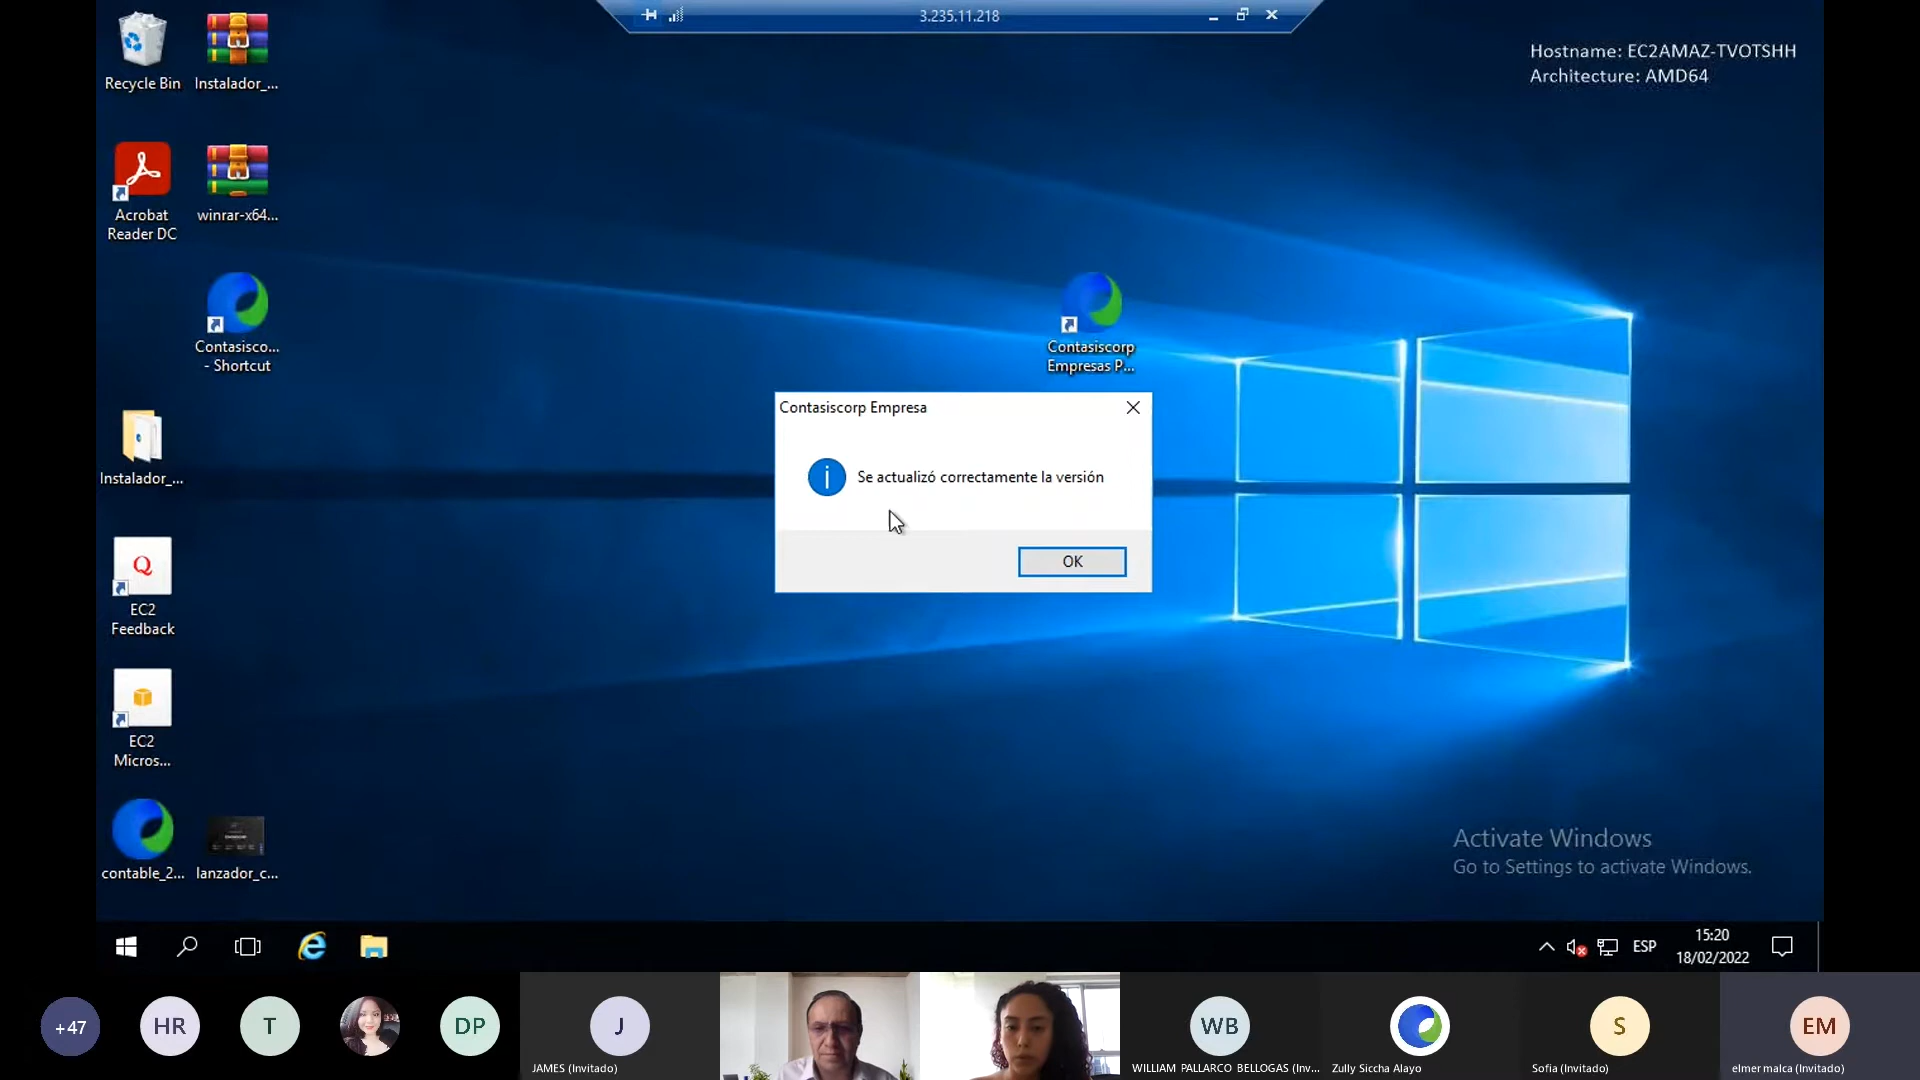 3.235.11.218
Hostname: EC2AMAZ-TVOTSHH
Architecture: AMD64
Recycle Bin
Instalador_...
Acrobat
Reader DC
winrar-x64...
Contasisco...
- Shortcut
Contasiscorp
Empresas P...
Instalador_...
Contasiscorp Empresa
Se actualizó correctamente la versión
OK
EC2
Feedback
EC2
Micros...
contable_2...
lanzador_c...
Activate Windows
Go to Settings to activate Windows.
ESP
15:20
18/02/2022
+47
HR
T
DP
J
JAMES (Invitado)
WB
WILLIAM PALLARCO BELLOGAS (Inv...
Zully Siccha Alayo
S
Sofia (Invitado)
EM
elmer malca (Invitado)